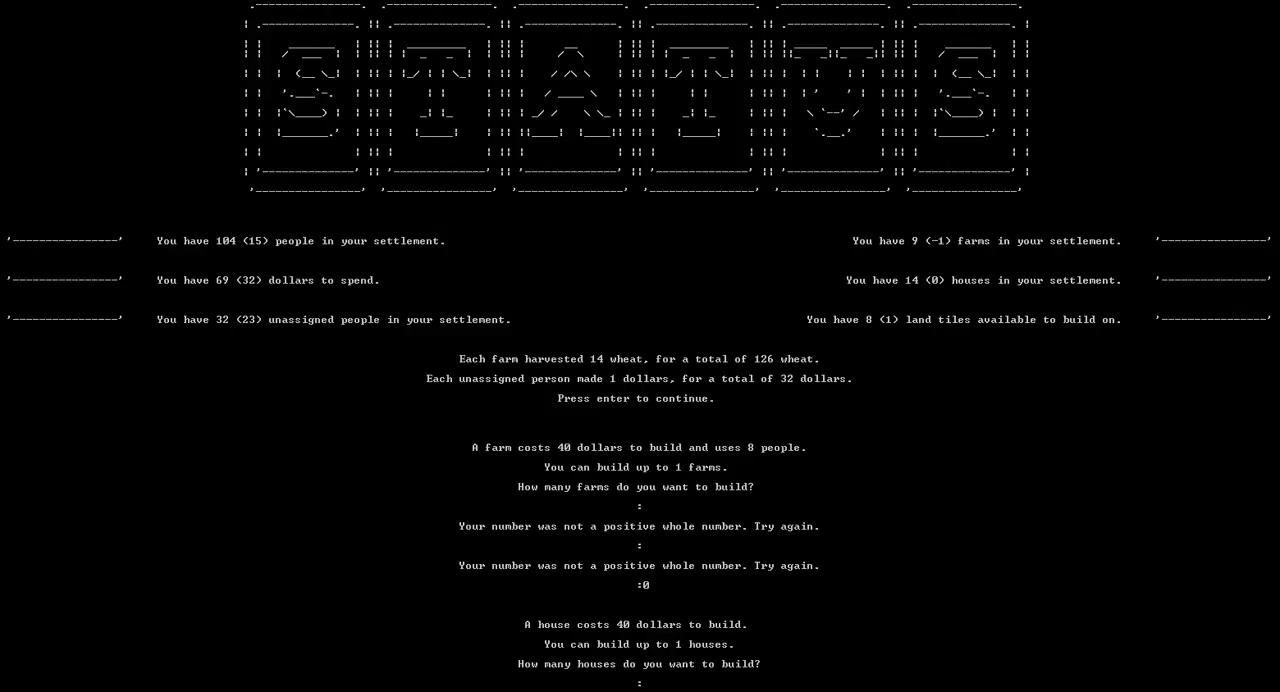 STATUS
You have 104 (15) people in your settlement.
You have 9 (-1) farms in your settlement.
You have 69 (32) dollars to spend.
You have 14 (0) houses in your settlement.
You have 32 (23) unassigned people in your settlement.
You have 8 (1) land tiles available to build on.
Each farm harvested 14 wheat, for a total of 126 wheat.
Each unassigned person made 1 dollars, for a total of 32 dollars.
Press enter to continue.
A farm costs 40 dollars to build and uses 8 people.
You can build up to 1 farms.
How many farms do you want to build?
:
Your number was not a positive whole number. Try again.
:
Your number was not a positive whole number. Try again.
:0
A house costs 40 dollars to build.
You can build up to 1 houses.
How many houses do you want to build?
: